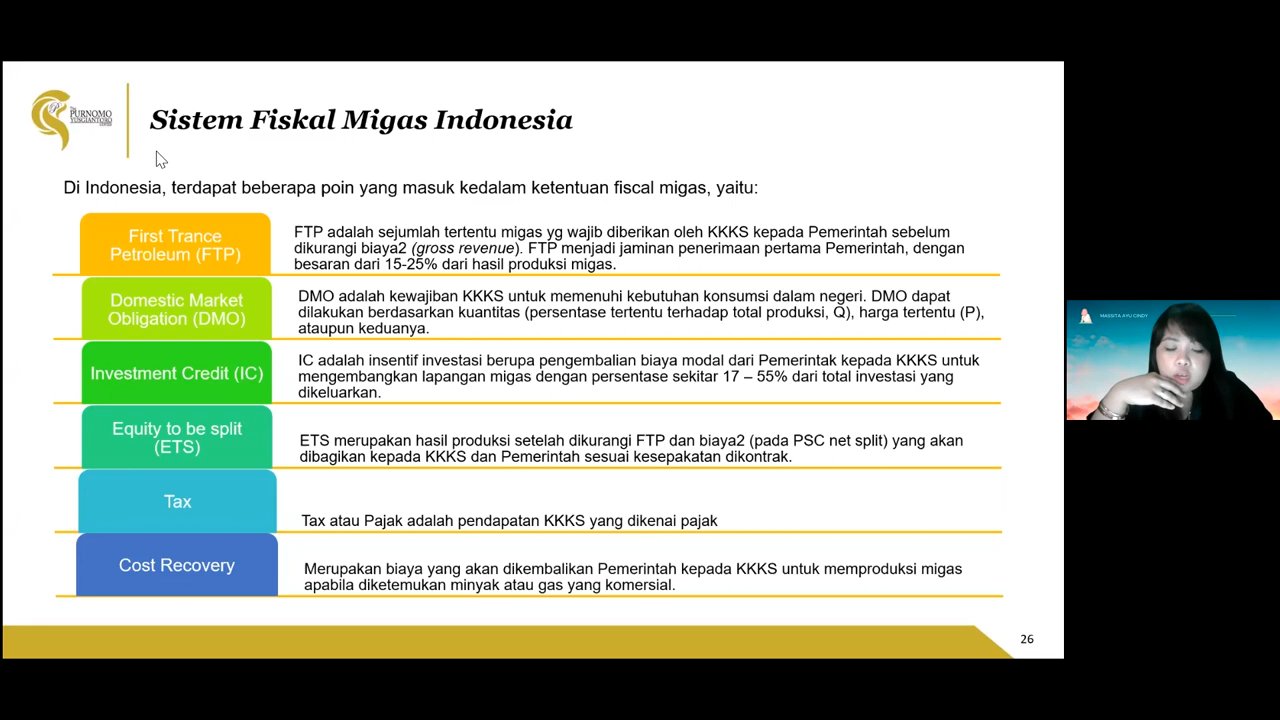 The
PURNOMO
YUSGIANTORO
CENTER
Sistem Fiskal Migas Indonesia
Di Indonesia, terdapat beberapa poin yang masuk kedalam ketentuan fiscal migas, yaitu:
First Trance
Petroleum (FTP)
FTP adalah sejumlah tertentu migas yg wajib diberikan oleh KKKS kepada Pemerintah sebelum
dikurangi biaya2 (gross revenue). FTP menjadi jaminan penerimaan pertama Pemerintah, dengan
besaran dari 15-25% dari hasil produksi migas.
Domestic Market
Obligation (DMO)
DMO adalah kewajiban KKKS untuk memenuhi kebutuhan konsumsi dalam negeri. DMO dapat
dilakukan berdasarkan kuantitas (persentase tertentu terhadap total produksi, Q), harga tertentu (P),
ataupun keduanya.
Investment Credit (IC)
IC adalah insentif investasi berupa pengembalian biaya modal dari Pemerintak kepada KKKS untuk
mengembangkan lapangan migas dengan persentase sekitar 17 – 55% dari total investasi yang
dikeluarkan.
Equity to be split
(ETS)
ETS merupakan hasil produksi setelah dikurangi FTP dan biaya2 (pada PSC net split) yang akan
dibagikan kepada KKKS dan Pemerintah sesuai kesepakatan dikontrak.
Tax
Tax atau Pajak adalah pendapatan KKKS yang dikenai pajak
Cost Recovery
Merupakan biaya yang akan dikembalikan Pemerintah kepada KKKS untuk memproduksi migas
apabila diketemukan minyak atau gas yang komersial.
26
MASSITA AYU CINDY